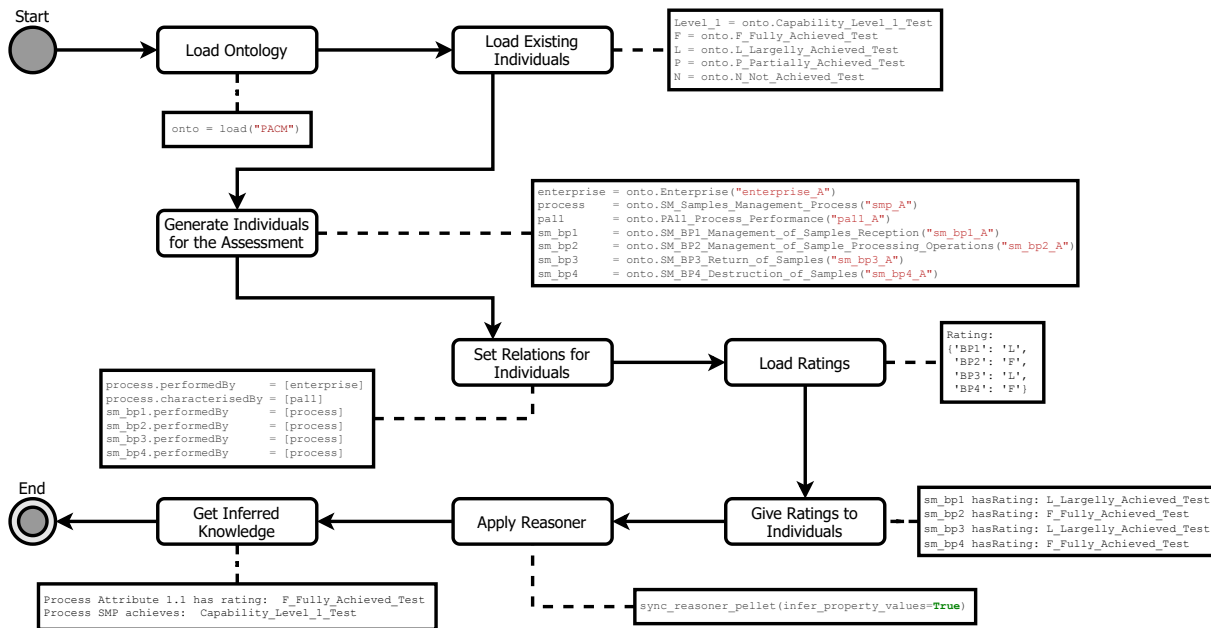 Start
Load Ontology
Load Existing
Individuals
Level_1 = onto.Capability_Level_1_Test
F = onto.F_Fully_Achieved_Test
L = onto.L_Largelly_Achieved_Test
P = onto.P_Partially_Achieved_Test
N = onto.N_Not_Achieved_Test
onto = load("PACM")
Generate Individuals
for the Assessment
enterprise = onto.Enterprise("enterprise_A")
process = onto.SM_Samples_Management_Process("smp_A")
pa11 = onto.PA11_Process_Performance("pa11_A")
sm_bp1 = onto.SM_BP1_Management_of_Samples_Reception("sm_bp1_A")
sm_bp2 = onto.SM_BP2_Management_of_Sample_Processing_Operations("sm_bp2_A")
sm_bp3 = onto.SM_BP3_Return_of_Samples("sm_bp3_A")
sm_bp4 = onto.SM_BP4_Destruction_of_Samples("sm_bp4_A")
Set Relations for
Individuals
Load Ratings
Rating:
{'BP1': 'L',
'BP2': 'F',
'BP3': 'L',
'BP4': 'F'}
process.performedBy = [enterprise]
process.characterisedBy = [pa11]
sm_bp1.performedBy = [process]
sm_bp2.performedBy = [process]
sm_bp3.performedBy = [process]
sm_bp4.performedBy = [process]
End
Get Inferred
Knowledge
Apply Reasoner
Give Ratings to
Individuals
sm_bp1 hasRating: L_Largelly_Achieved_Test
sm_bp2 hasRating: F_Fully_Achieved_Test
sm_bp3 hasRating: L_Largelly_Achieved_Test
sm_bp4 hasRating: F_Fully_Achieved_Test
Process Attribute 1.1 has rating: F_Fully_Achieved_Test
Process SMP achieves: Capability_Level_1_Test
sync_reasoner_pellet(infer_property_values=True)